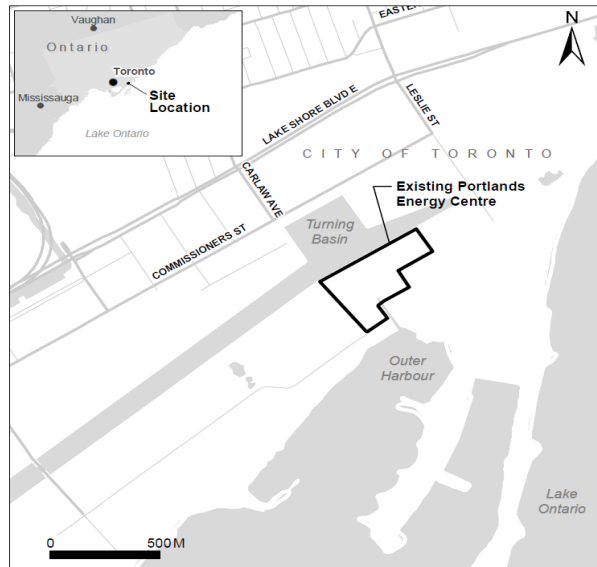 Vaughan
Ontario
Toronto
Site
Location
Mississauga
Lake Ontario
N
LAKE SHORE BLVD E
LESLIE ST
CITY OF TORONTO
CARLAW AVE
Existing Portlands
Energy Centre
Turning
Basin
COMMISSIONERS ST
Outer
Harbour
Lake
Ontario
0 500 M